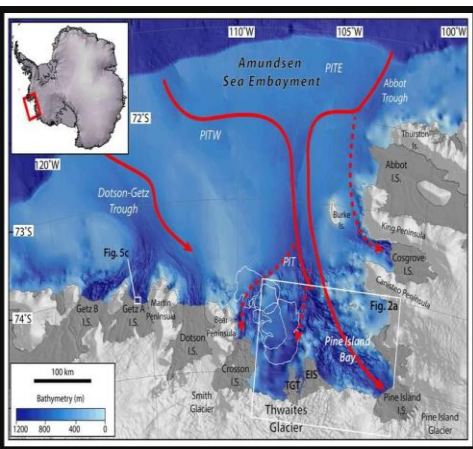 110°W
105°W
100°W
Amundsen
Sea Embayment
PITE
Abbot
Trough
72°S
PITW
Thurston
Is.
120°W
Abbot
I.S.
Dotson-Getz
Trough
Burke
Is.
King Peninsula
73°S
Fig. 5c
PIT
Cosgrove
I.S.
Canisteo Peninsula
Fig. 2a
74°S
Getz B
I.S.
Getz A
I.S.
Martin
Peninsula
Bear
Peninsula
Dotson
I.S.
Pine Island
Bay
100 km
Crosson
I.S.
EIS
TGT
Bathymetry (m)
Smith
Glacier
Thwaites
Glacier
Pine Island
I.S.
Pine Island
Glacier
1200 800 400 0